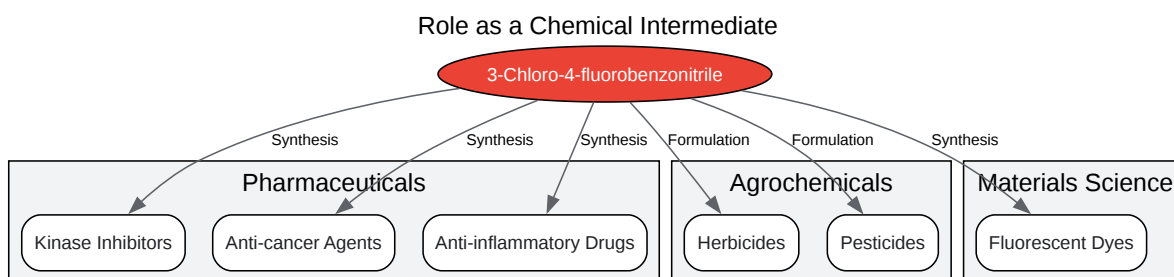 Role as a Chemical Intermediate
3-Chloro-4-fluorobenzonitrile
Synthesis
Synthesis
Synthesis
Formulation
Formulation
Synthesis
Pharmaceuticals
Agrochemicals
Materials Science
Kinase Inhibitors
Anti-cancer Agents
Anti-inflammatory Drugs
Herbicides
Pesticides
Fluorescent Dyes